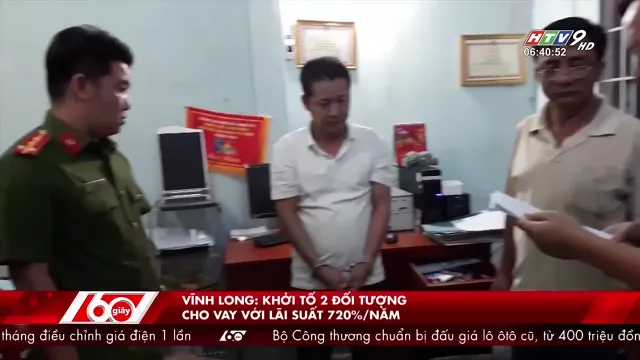 HTV9 HD
06:40:52
60 giây
VĨNH LONG: KHỞI TỐ 2 ĐỐI TƯỢNG
CHO VAY VỚI LÃI SUẤT 720%/NĂM
tháng điều chỉnh giá điện 1 lần
Bộ Công thương chuẩn bị đấu giá lô ôtô cũ, từ 400 triệu đồn